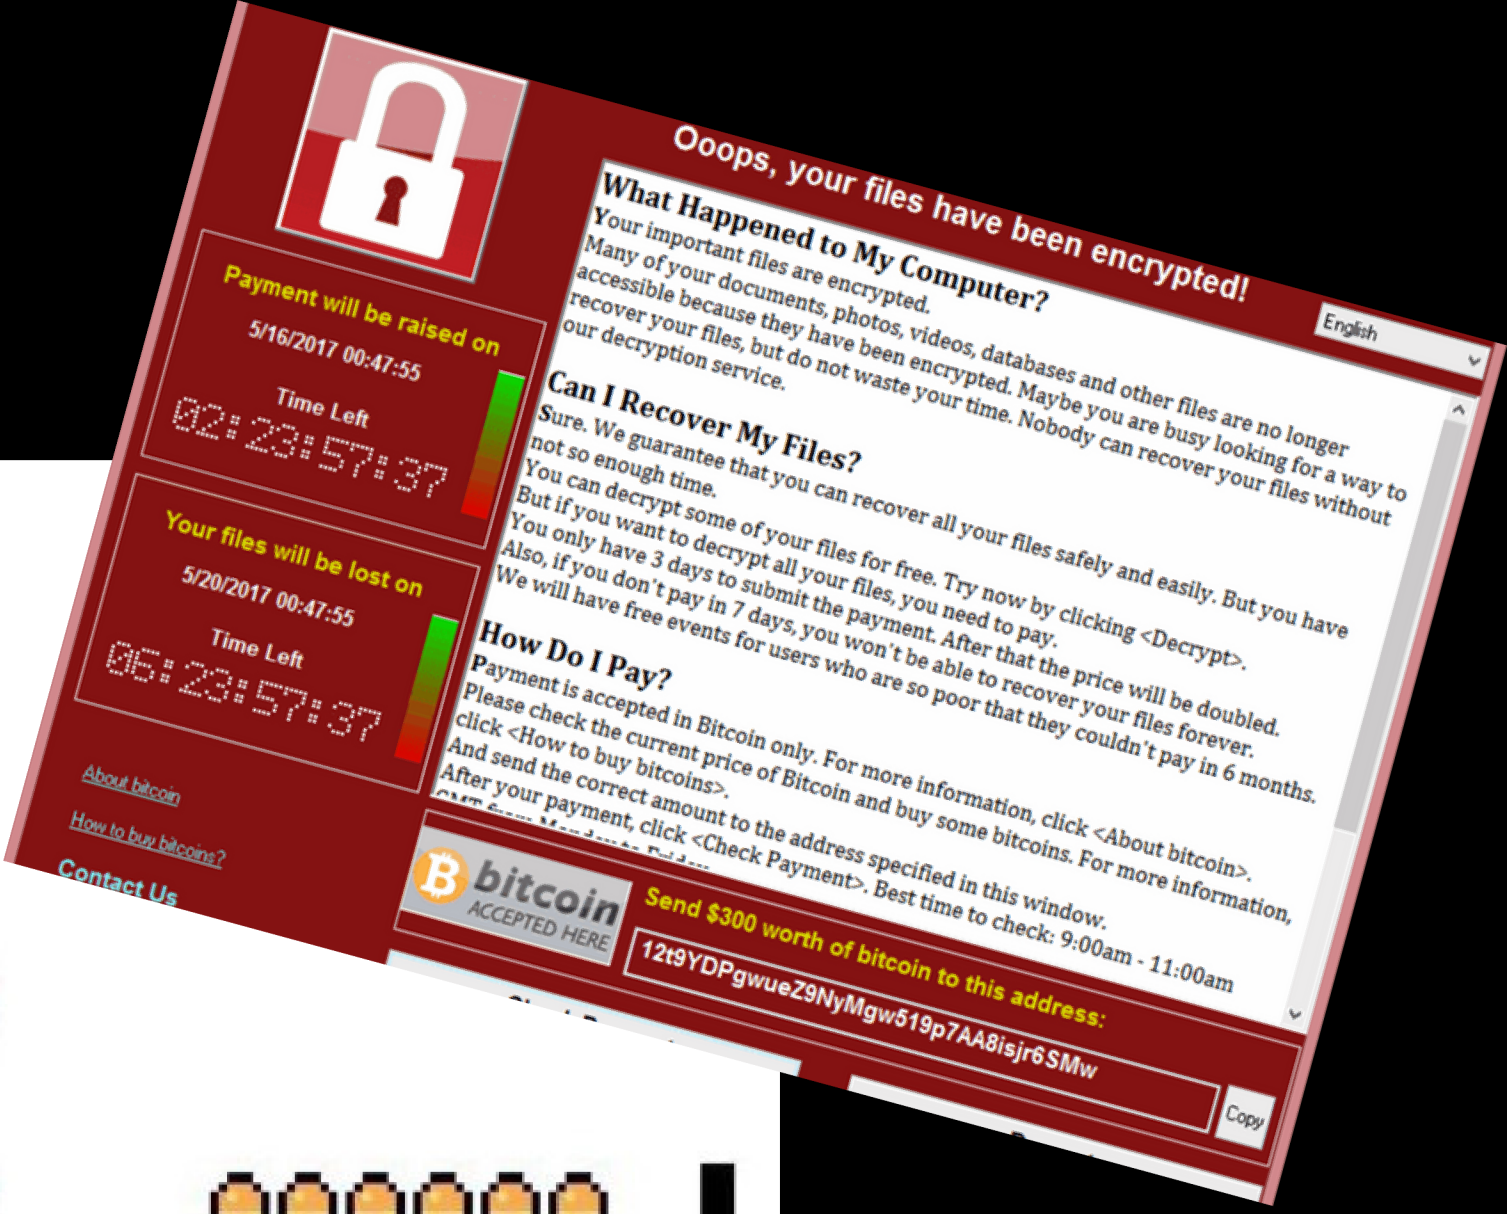 Ooops, your files have been encrypted!
English
What Happened to My Computer?
Your important files are encrypted.
Many of your documents, photos, videos, databases and other files are no longer
accessible because they have been encrypted. Maybe you are busy looking for a way to
recover your files, but do not waste your time. Nobody can recover your files without
our decryption service.
Can I Recover My Files?
Sure. We guarantee that you can recover all your files safely and easily. But you have
not so enough time.
You can decrypt some of your files for free. Try now by clicking <Decrypt>.
But if you want to decrypt all your files, you need to pay.
You only have 3 days to submit the payment. After that the price will be doubled.
Also, if you don't pay in 7 days, you won't be able to recover your files forever.
We will have free events for users who are so poor that they couldn't pay in 6 months.
How Do I Pay?
Payment is accepted in Bitcoin only. For more information, click <About bitcoin>.
Please check the current price of Bitcoin and buy some bitcoins. For more information,
click <How to buy bitcoins>.
And send the correct amount to the address specified in this window.
After your payment, click <Check Payment>. Best time to check: 9:00am - 11:00am
Payment will be raised on
5/16/2017 00:47:55
Time Left
02:23:57:37
Your files will be lost on
5/20/2017 00:47:55
Time Left
06:23:57:37
About bitcoin
How to buy bitcoins?
Contact Us
bitcoin
ACCEPTED HERE
Send $300 worth of bitcoin to this address:
12t9YDPgwueZ9NyMgw519p7AA8isjr6SMw
Copy